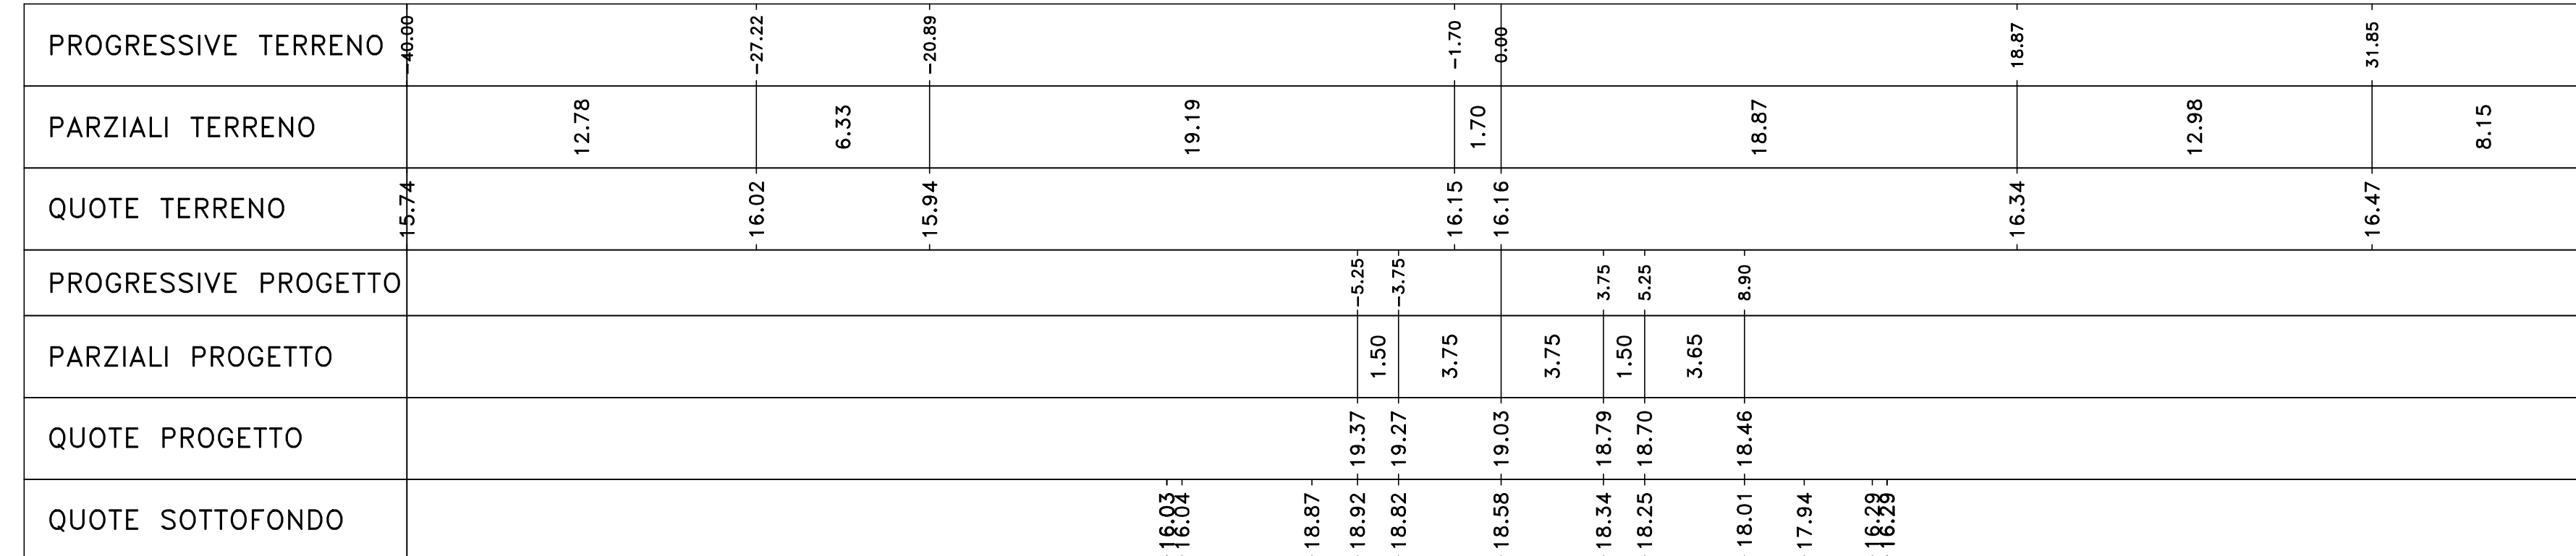 PROGRESSIVE TERRENO -40.00 -27.22 -20.89 -1.70 0.00 18.87 31.85
PARZIALI TERRENO 12.78 6.33 19.19 1.70 18.87 12.98 8.15
QUOTE TERRENO 15.74 16.02 15.94 16.15 16.16 16.34 16.47
PROGRESSIVE PROGETTO -5.25 -3.75 3.75 5.25 8.90
PARZIALI PROGETTO 1.50 3.75 3.75 1.50 3.65
QUOTE PROGETTO 19.37 19.27 19.03 18.79 18.70 18.46
QUOTE SOTTOFONDO 16.03 16.04 18.87 18.92 18.82 18.58 18.34 18.25 18.01 17.94 16.29 16.29